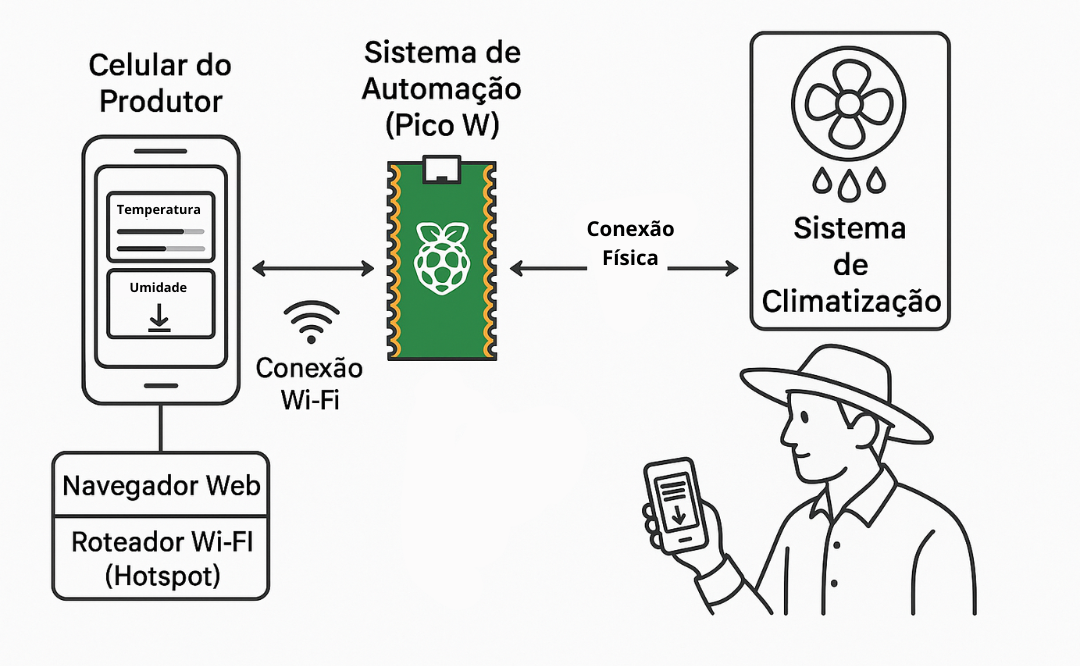 Celular do
Produtor
Sistema de
Automação
(Pico W)
Temperatura
Umidade
Conexão
Wi-Fi
Conexão
Física
Sistema
de
Climatização
Navegador Web
Roteador Wi-FI
(Hotspot)